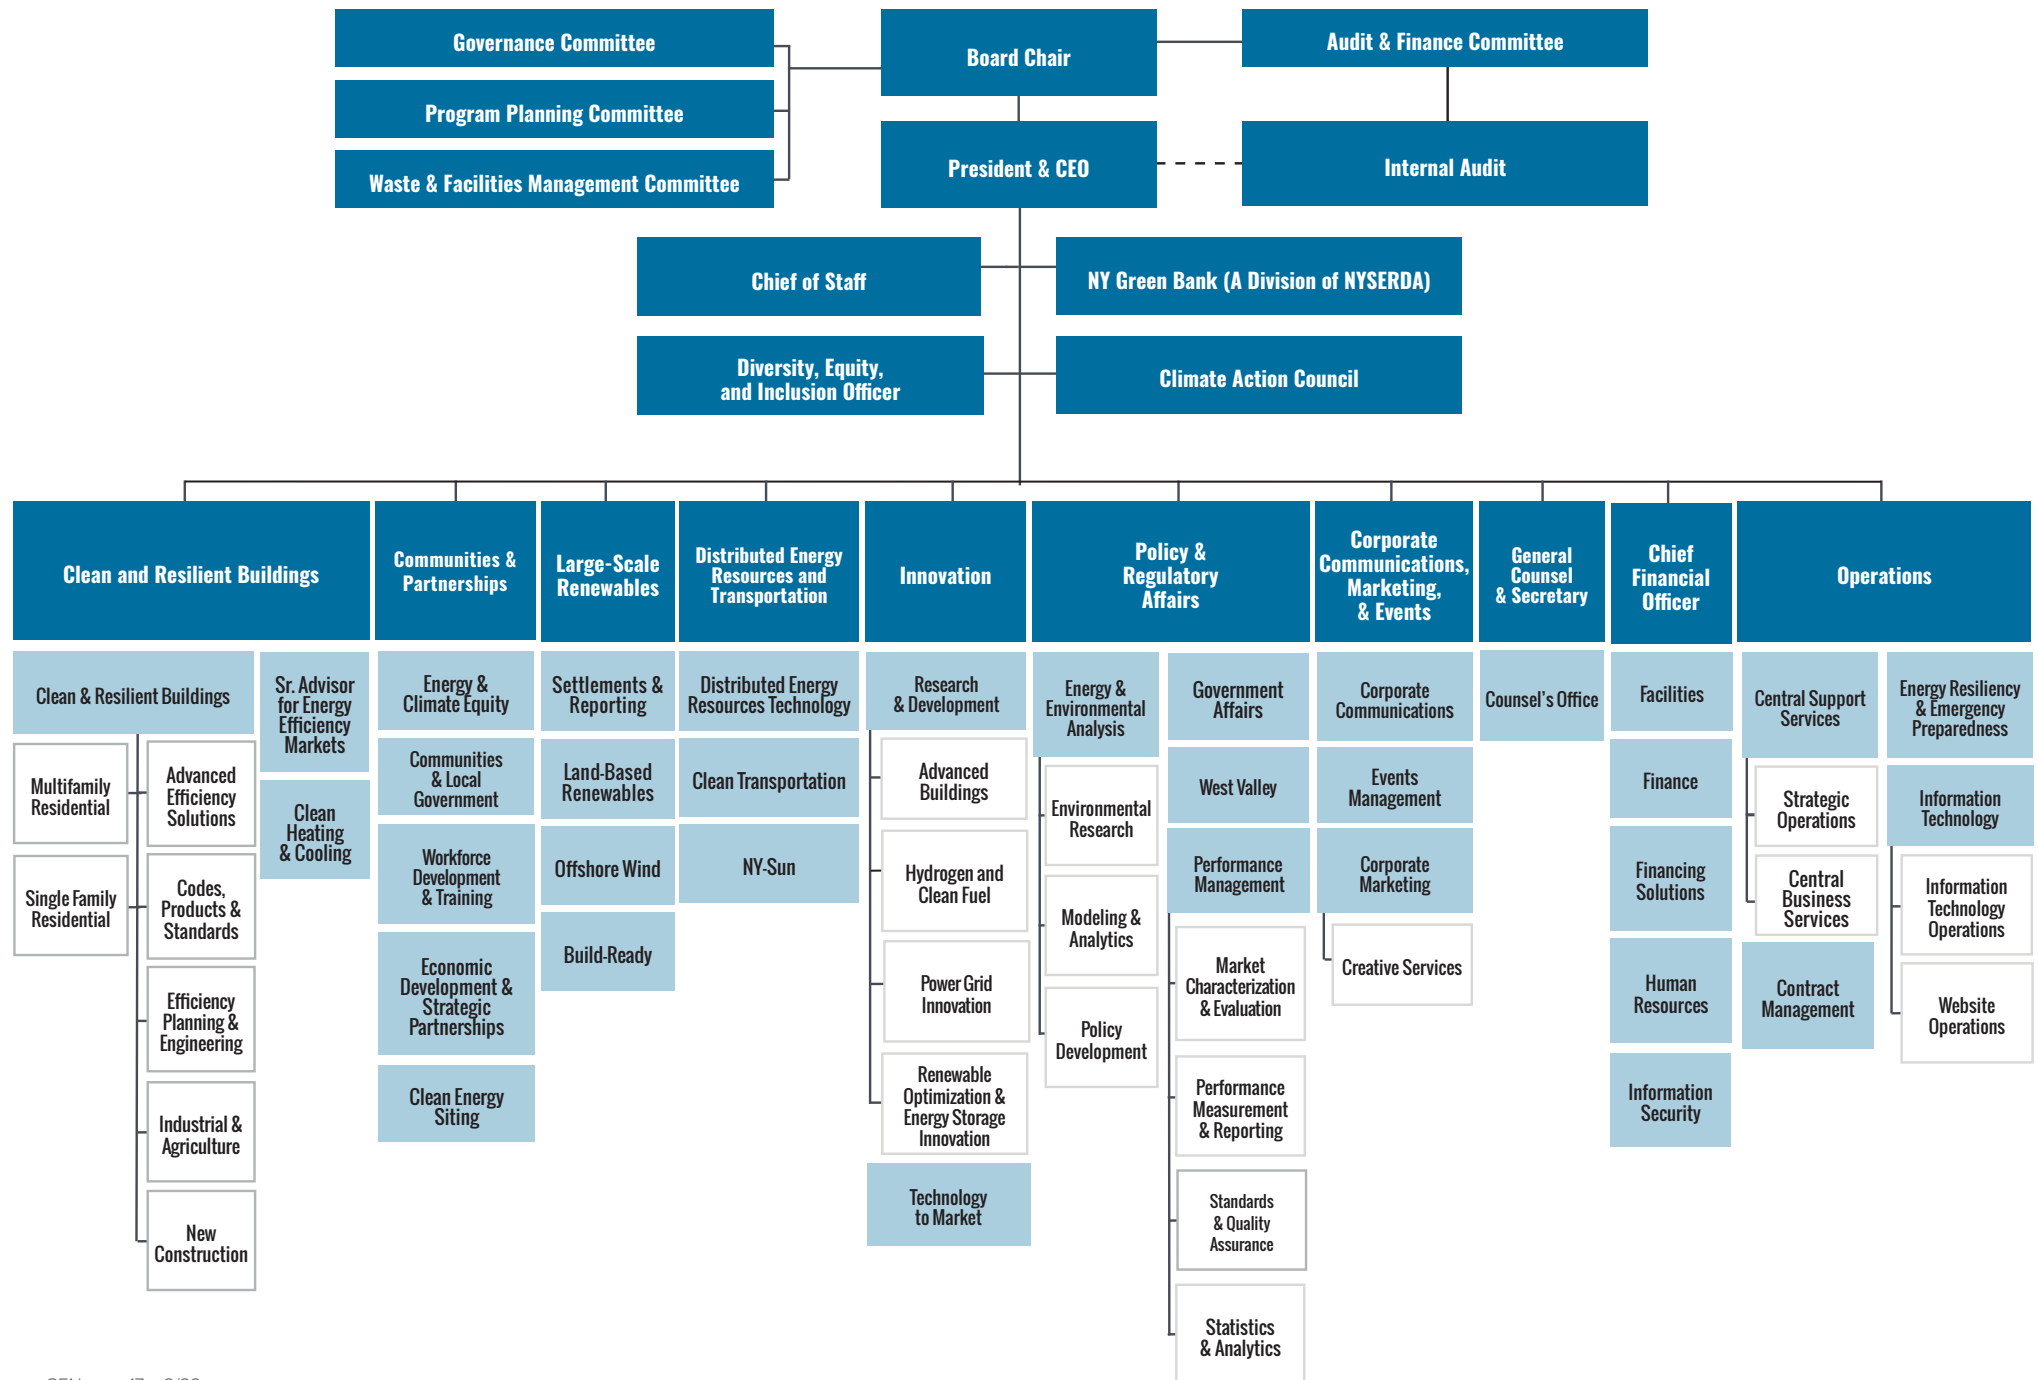 Governance Committee
Board Chair
Audit & Finance Committee
Program Planning Committee
Waste & Facilities Management Committee
President & CEO
Internal Audit
Chief of Staff
NY Green Bank (A Division of NYSERDA)
Diversity, Equity,
and Inclusion Officer
Climate Action Council
Clean and Resilient Buildings
Communities &
Partnerships
Large-Scale
Renewables
Distributed Energy
Resources and
Transportation
Innovation
Policy &
Regulatory
Affairs
Corporate
Communications,
Marketing,
& Events
General
Counsel
& Secretary
Chief
Financial
Officer
Operations
Clean & Resilient Buildings
Multifamily
Residential
Single Family
Residential
Advanced
Efficiency
Solutions
Codes,
Products &
Standards
Efficiency
Planning &
Engineering
Industrial &
Agriculture
New
Construction
Sr. Advisor
for Energy
Efficiency
Markets
Clean
Heating
& Cooling
Energy &
Climate Equity
Communities
& Local
Government
Workforce
Development
& Training
Economic
Development &
Strategic
Partnerships
Clean Energy
Siting
Settlements &
Reporting
Land-Based
Renewables
Offshore Wind
Build-Ready
Distributed Energy
Resources Technology
Clean Transportation
NY-Sun
Research
& Development
Advanced
Buildings
Hydrogen and
Clean Fuel
Power Grid
Innovation
Renewable
Optimization &
Energy Storage
Innovation
Technology
to Market
Energy &
Environmental
Analysis
Environmental
Research
Modeling &
Analytics
Policy
Development
Government
Affairs
West Valley
Performance
Management
Market
Characterization
& Evaluation
Performance
Measurement
& Reporting
Standards
& Quality
Assurance
Statistics
& Analytics
Corporate
Communications
Events
Management
Corporate
Marketing
Creative Services
Counsel's Office
Facilities
Finance
Financing
Solutions
Human
Resources
Information
Security
Central Support
Services
Strategic
Operations
Central
Business
Services
Contract
Management
Energy Resiliency
& Emergency
Preparedness
Information
Technology
Information
Technology
Operations
Website
Operations